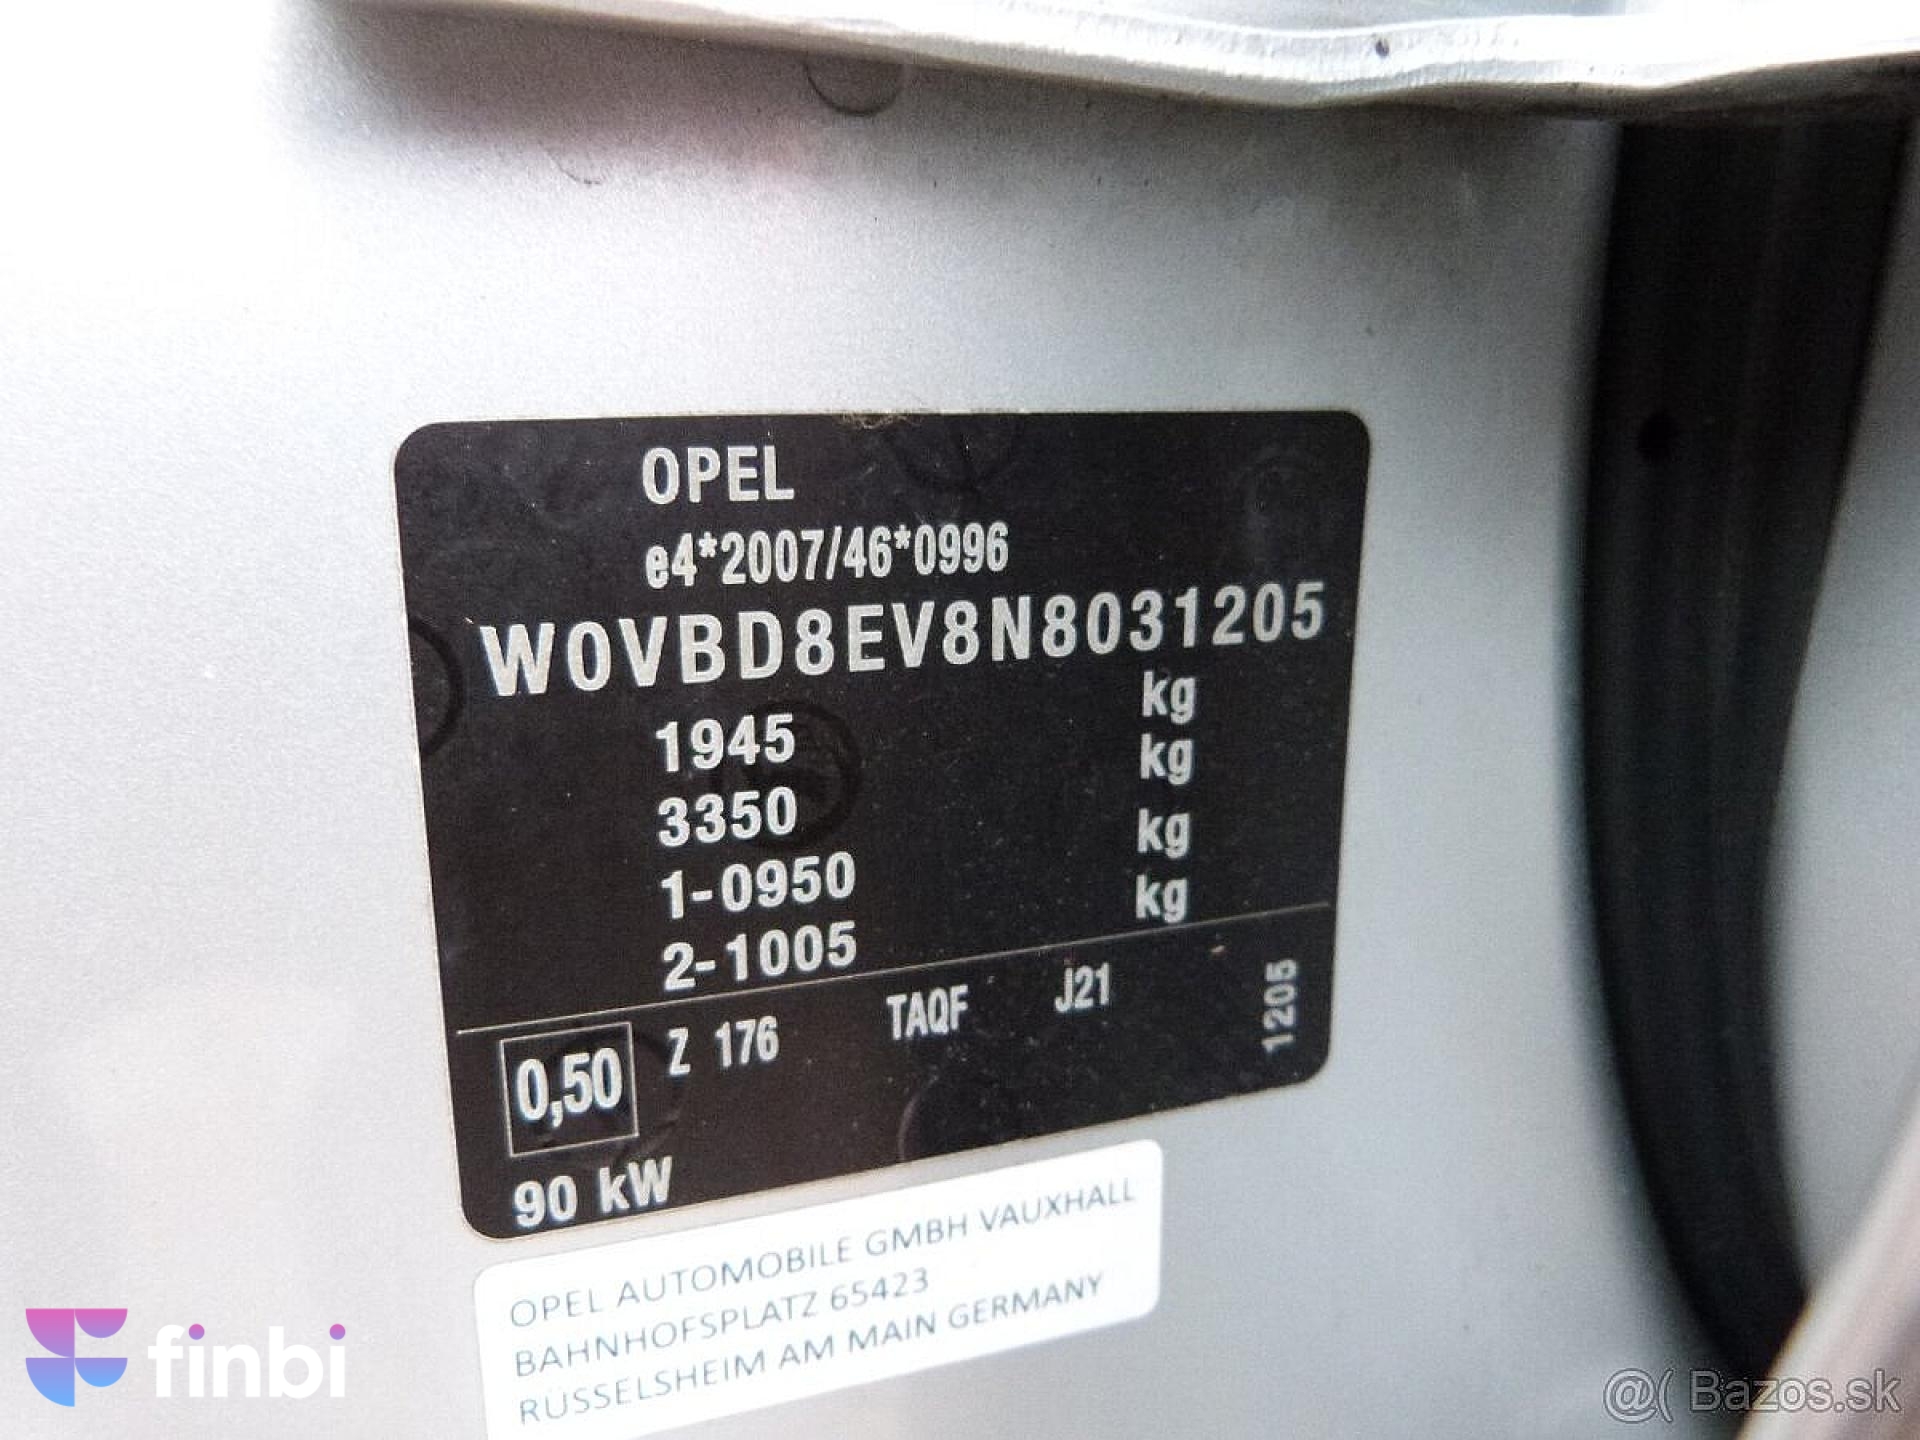 OPEL
e4*2007/46*0996
W0VBD8EV8N8031205
1945 kg
3350 kg
1-0950 kg
2-1005 kg
0,50 Z 176 TAQF J21 1205
90 kW
OPEL AUTOMOBILE GMBH VAUXHALL
BAHNHOFSPLATZ 65423
RÜSSELSHEIM AM MAIN GERMANY
finbi
@( Bazos.sk